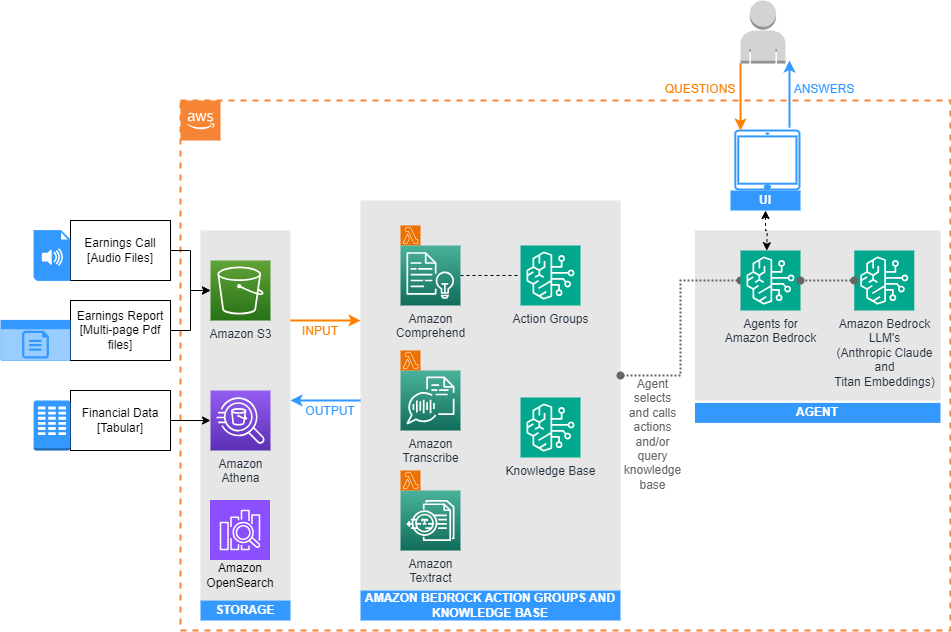 QUESTIONS
ANSWERS
aws
UI
Earnings Call
[Audio Files]
Earnings Report
[Multi-page Pdf
files]
Financial Data
[Tabular]
Amazon S3
Amazon
Athena
Amazon
OpenSearch
STORAGE
INPUT
OUTPUT
Amazon
Comprehend
Action Groups
Amazon
Transcribe
Knowledge Base
Amazon
Textract
AMAZON BEDROCK ACTION GROUPS AND
KNOWLEDGE BASE
Agent
selects
and calls
actions
and/or
query
knowledge
base
Agents for
Amazon Bedrock
Amazon Bedrock
LLM's
(Anthropic Claude
and
Titan Embeddings)
AGENT